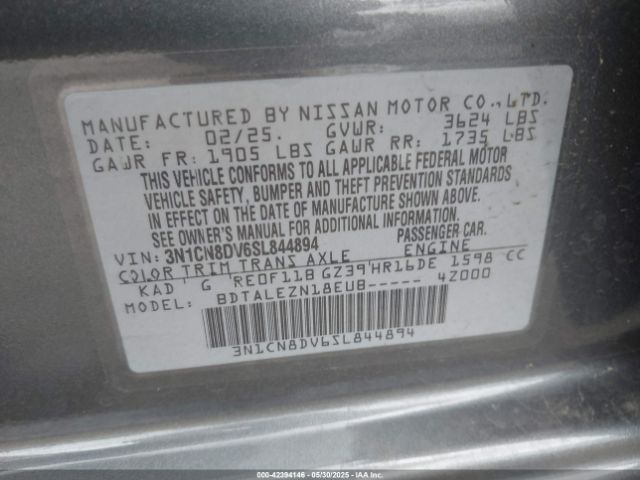 MANUFACTURED BY NISSAN MOTOR CO., LTD.
DATE: 02/25. GVWR: 3624 LBS
GAWR FR: 1905 LBS GAWR RR: 1735 LBS
THIS VEHICLE CONFORMS TO ALL APPLICABLE FEDERAL MOTOR
VEHICLE SAFETY, BUMPER AND THEFT PREVENTION STANDARDS
IN EFFECT ON THE DATE OF MANUFACTURE SHOWN ABOVE.
SEE OWNER'S MANUAL FOR ADDITIONAL INFORMATION.
VIN: 3N1CN8DV6SL844894 PASSENGER CAR.
COLOR TRIM TRANS AXLE ENGINE
KAD G RE0F11B GZ39 HR16DE 1598 CC
MODEL: BDTALEZN18EUB----- 42000
3N1CN8DV6SL844894
000-42394146 - 05/30/2025 - IAA Inc.